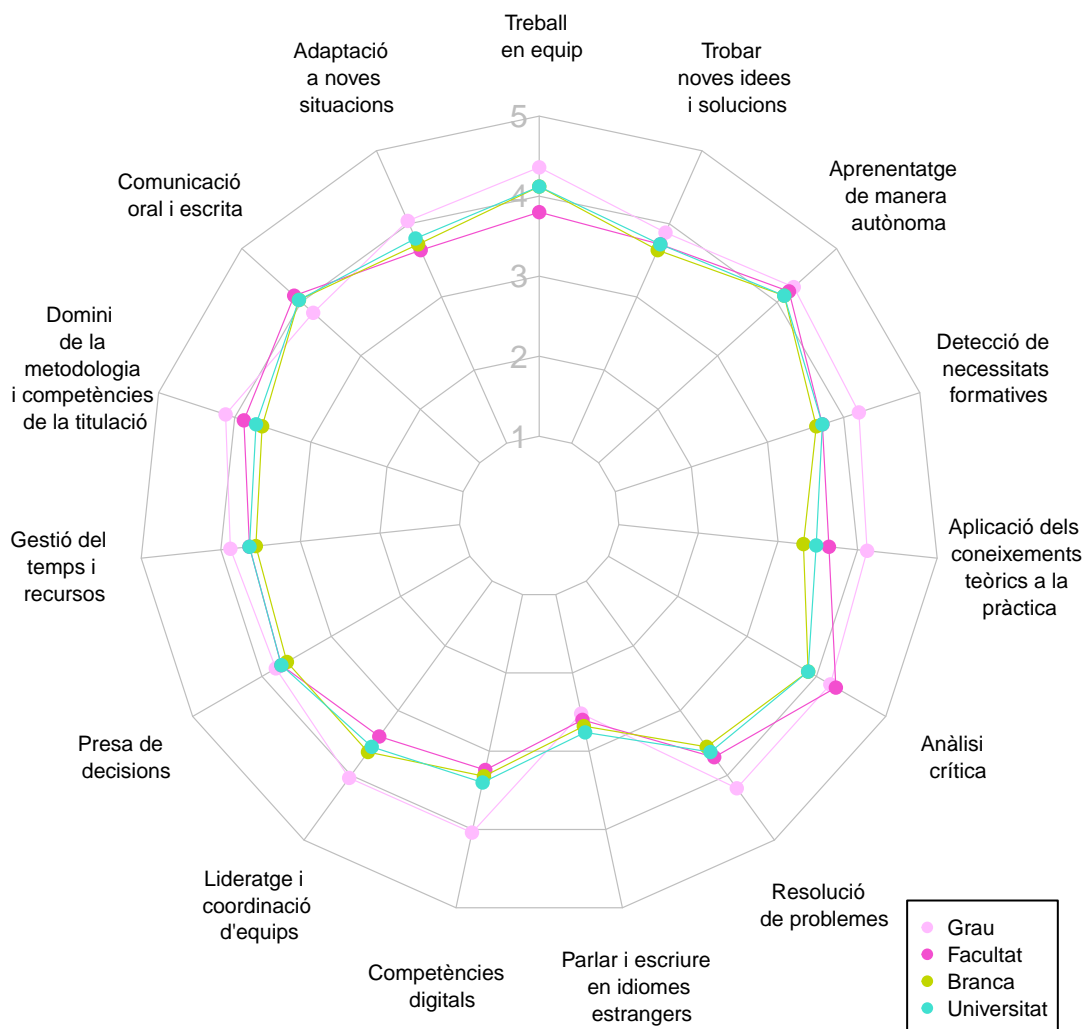 Treball
en equip
Trobar
noves idees
i solucions
Aprenentatge
de manera
autònoma
Detecció de
necessitats
formatives
Aplicació dels
coneixements
teòrics a la
pràctica
Anàlisi
crítica
Resolució
de problemes
Parlar i escriure
en idiomes
estrangers
Competències
digitals
Lideratge i
coordinació
d'equips
Presa de
decisions
Gestió del
temps i
recursos
Domini
de la
metodologia
i competències
de la titulació
Comunicació
oral i escrita
Adaptació
a noves
situacions
5
4
3
2
1
Grau
Facultat
Branca
Universitat